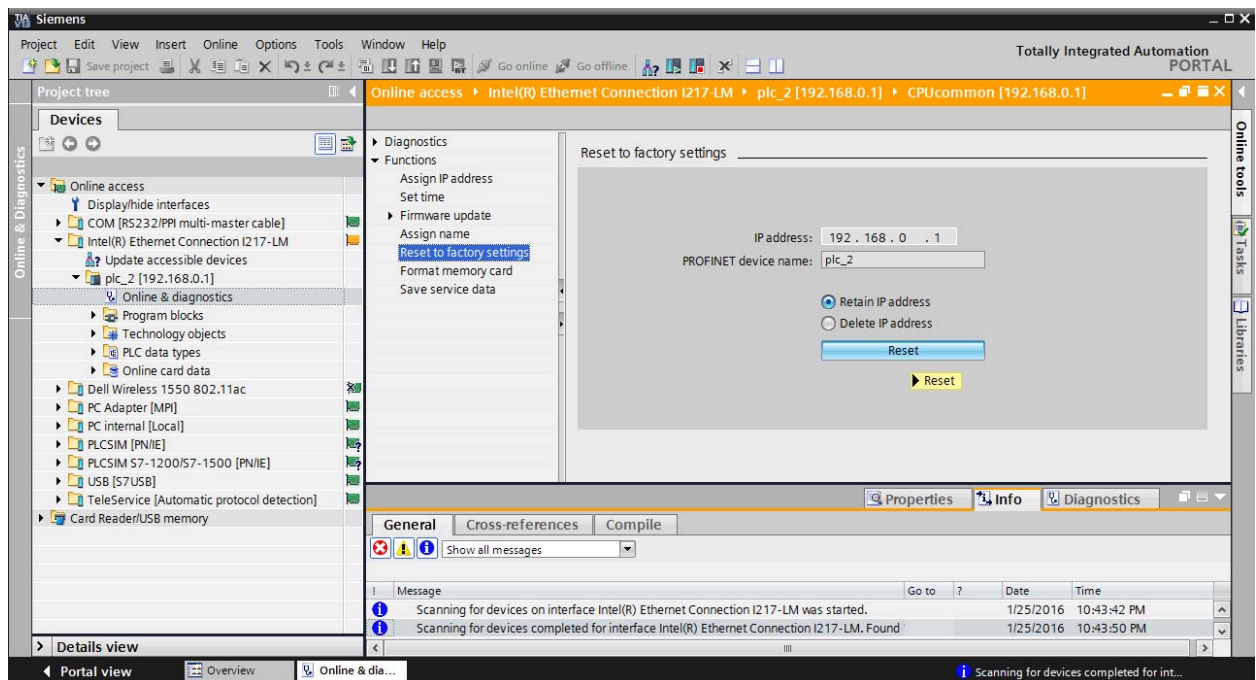 Siemens
Project Edit View Insert Online Options Tools Window Help
Save project Go online Go offline
Totally Integrated Automation
PORTAL
Project tree
Devices
Online & Diagnostics
Online access
Display/hide interfaces
COM [RS232/PPI multi-master cable]
Intel(R) Ethernet Connection I217-LM
Update accessible devices
plc_2 [192.168.0.1]
Online & diagnostics
Program blocks
Technology objects
PLC data types
Online card data
Dell Wireless 1550 802.11ac
PC Adapter [MPI]
PC internal [Local]
PLCSIM [PN/IE]
PLCSIM S7-1200/S7-1500 [PN/IE]
USB [S7USB]
TeleService [Automatic protocol detection]
Card Reader/USB memory
Details view
Online access Intel(R) Ethernet Connection I217-LM plc_2 [192.168.0.1] CPUcommon [192.168.0.1]
Diagnostics
Functions
Assign IP address
Set time
Firmware update
Assign name
Reset to factory settings
Format memory card
Save service data
Reset to factory settings
IP address: 192 . 168 . 0 . 1
PROFINET device name: plc_2
Retain IP address
Delete IP address
Reset
Reset
Online tools
Tasks
Libraries
Properties Info Diagnostics
General Cross-references Compile
Show all messages
! Message Go to ? Date Time
Scanning for devices on interface Intel(R) Ethernet Connection I217-LM was started. 1/25/2016 10:43:42 PM
Scanning for devices completed for interface Intel(R) Ethernet Connection I217-LM. Found 1/25/2016 10:43:50 PM
Portal view Overview Online & dia... Scanning for devices completed for int...